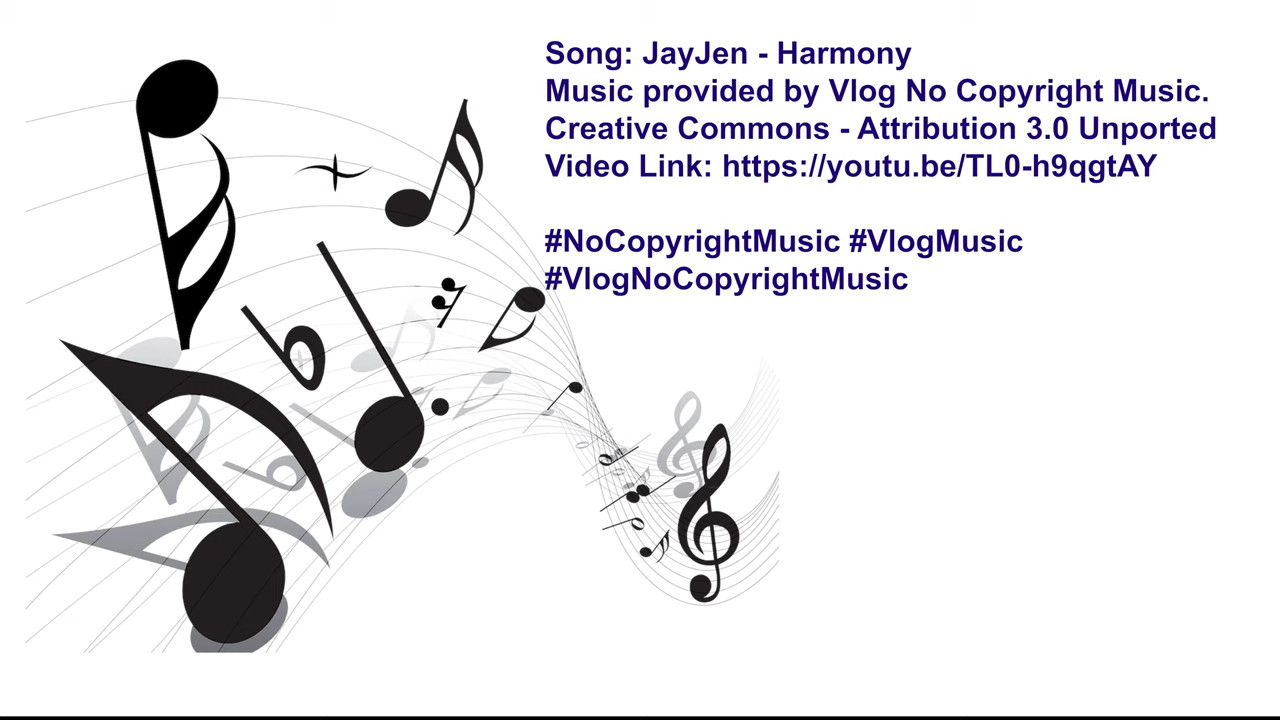 Song: JayJen - Harmony
Music provided by Vlog No Copyright Music.
Creative Commons - Attribution 3.0 Unported
Video Link: https://youtu.be/TL0-h9qgtAY
#NoCopyrightMusic #VlogMusic
#VlogNoCopyrightMusic